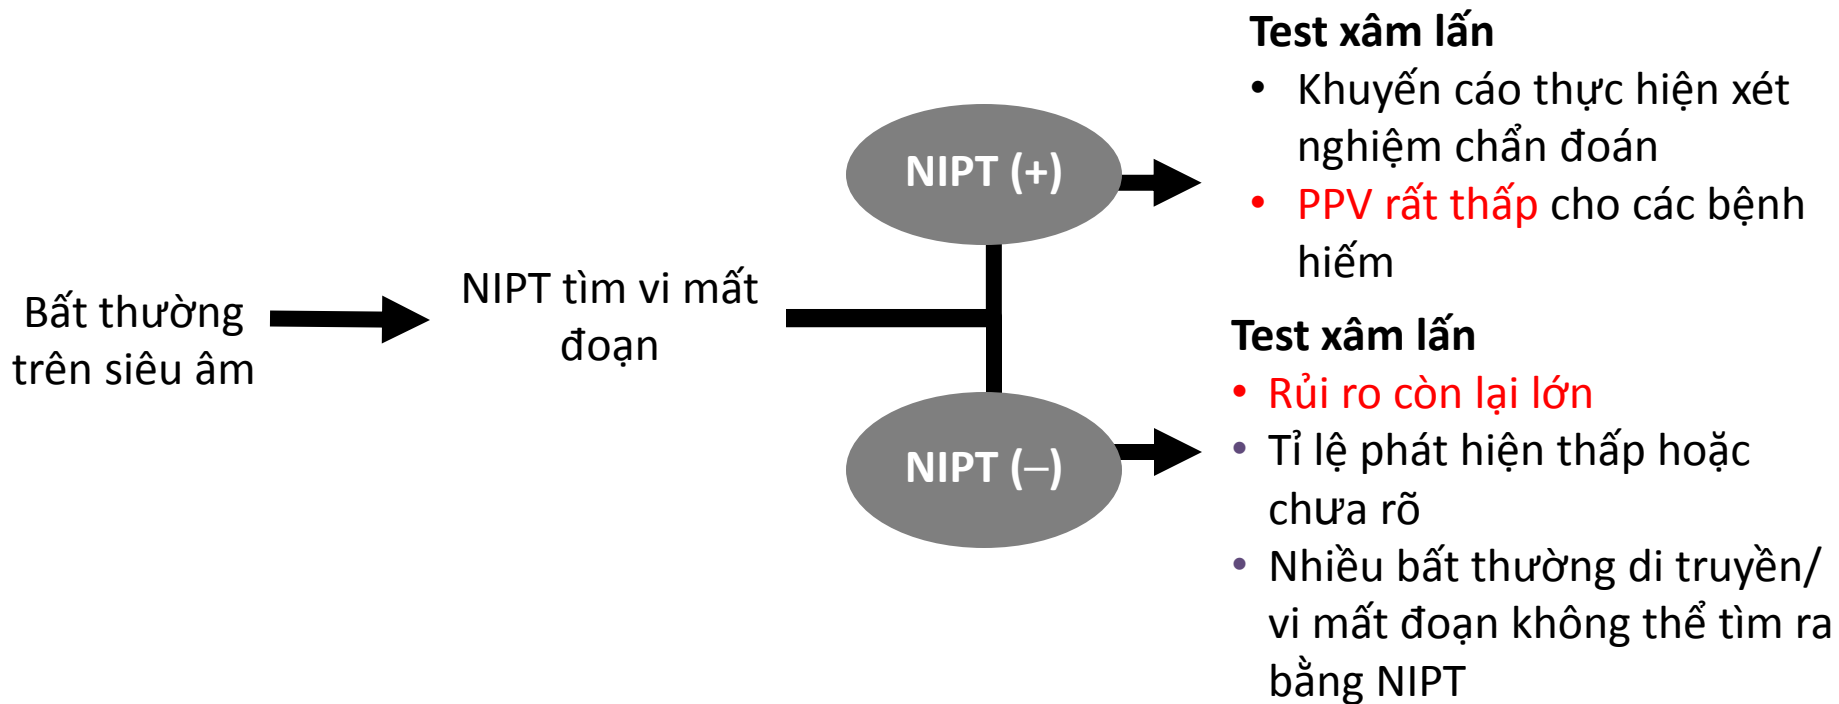 Bất thường
trên siêu âm
NIPT tìm vi mất
đoạn
NIPT (+)
Test xâm lấn
• Khuyến cáo thực hiện xét
nghiệm chẩn đoán
• PPV rất thấp cho các bệnh
hiếm
NIPT (–)
Test xâm lấn
• Rủi ro còn lại lớn
• Tỉ lệ phát hiện thấp hoặc
chưa rõ
• Nhiều bất thường di truyền/
vi mất đoạn không thể tìm ra
bằng NIPT